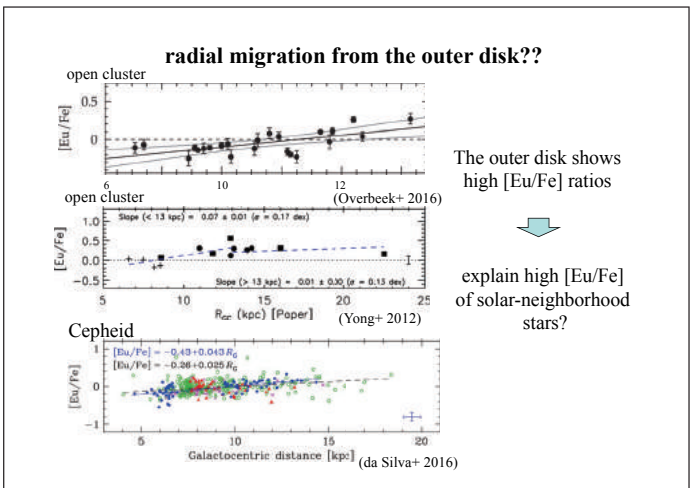 radial migration from the outer disk??
open cluster
[Eu/Fe]
0.5
0
6
10
12
(Overbeek+ 2016)
open cluster
[Eu/Fe]
1.0
0.5
0.0
-0.5
Slope (< 13 kpc) = 0.07 ± 0.01 (σ = 0.17 dex)
Slope (> 13 kpc) = 0.01 ± 0.00 (σ = 0.15 dex)
5
10
15
20
25
(kpc) [Paper]
(Yong+ 2012)
Cepheid
[Eu/Fe]
1
0
-1
[Eu/Fe] = -0.43+0.043 R_G
[Eu/Fe] = -0.26+0.025 R_G
5
10
15
20
Galactocentric distance [kpc]
(da Silva+ 2016)
The outer disk shows
high [Eu/Fe] ratios
explain high [Eu/Fe]
of solar-neighborhood
stars?